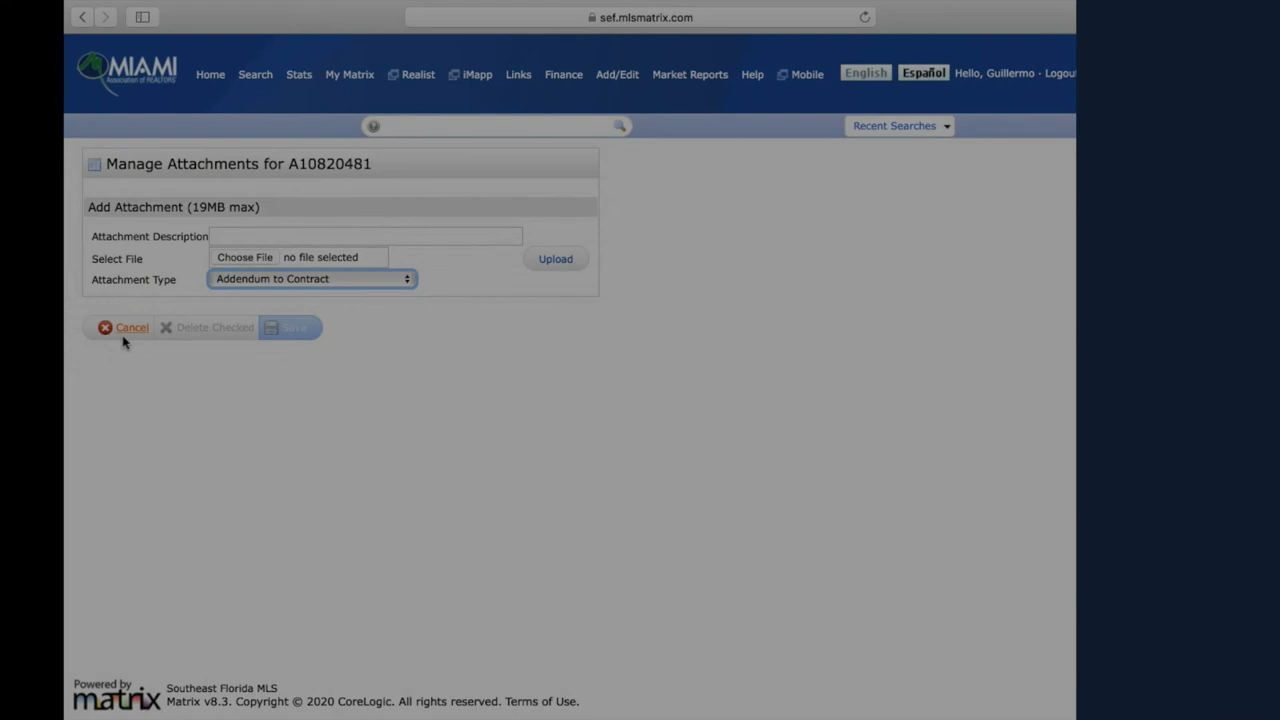 sef.mlsmatrix.com
MIAMI
Association of REALTORS®
Home Search Stats My Matrix Realist iMapp Links Finance Add/Edit Market Reports Help Mobile English Español Hello, Guillermo - Logout
Recent Searches
Manage Attachments for A10820481
Add Attachment (19MB max)
Attachment Description
Select File Choose File no file selected Upload
Attachment Type Addendum to Contract
Cancel Delete Checked Save
Powered by
matrix
Southeast Florida MLS
Matrix v8.3. Copyright © 2020 CoreLogic. All rights reserved. Terms of Use.